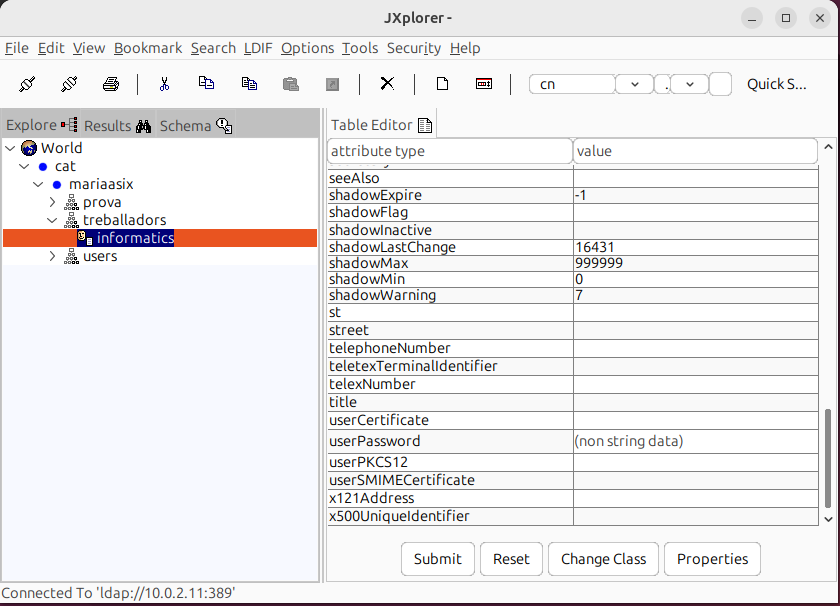 JXplorer -
File Edit View Bookmark Search LDIF Options Tools Security Help
cn . Quick S...
Explore Results Schema
World
cat
mariaasix
prova
treballadors
informatics
users
Table Editor
attribute type value
seeAlso
shadowExpire -1
shadowFlag
shadowInactive
shadowLastChange 16431
shadowMax 999999
shadowMin 0
shadowWarning 7
st
street
telephoneNumber
teletexTerminalIdentifier
telexNumber
title
userCertificate
userPassword (non string data)
userPKCS12
userSMIMECertificate
x121Address
x500UniqueIdentifier
Submit Reset Change Class Properties
Connected To 'ldap://10.0.2.11:389'